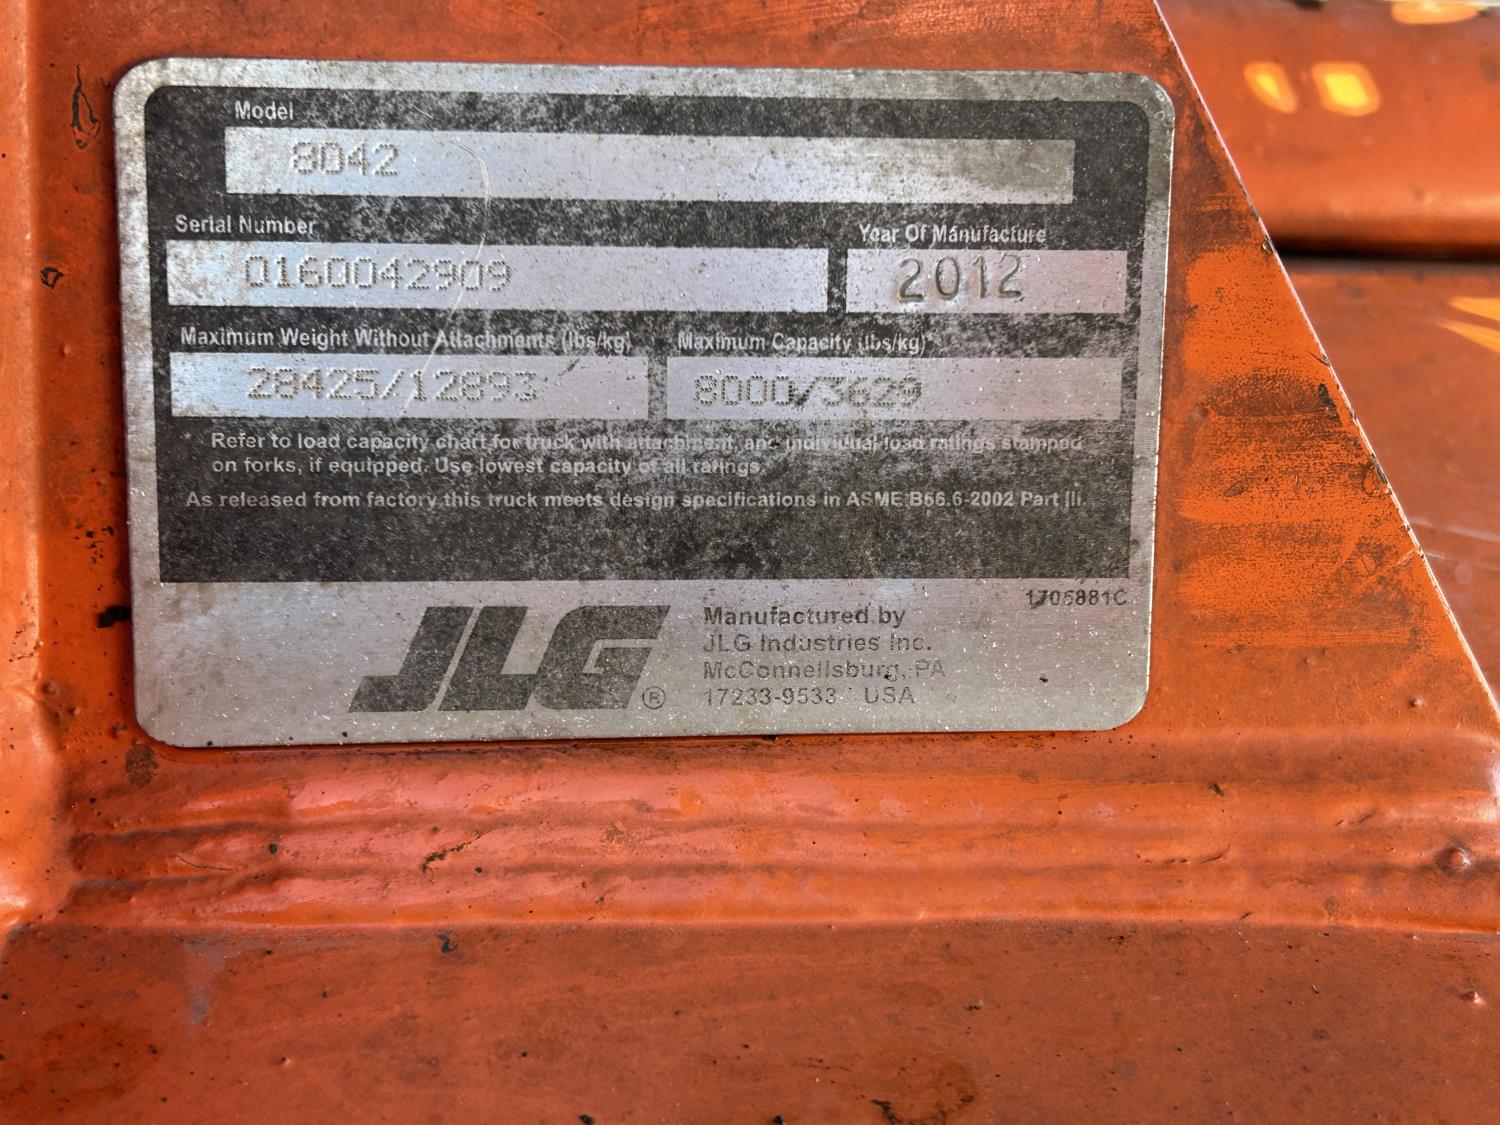 Model
8042
Serial Number
0160042909
Year Of Manufacture
2012
Maximum Weight Without Attachments (lbs/kg)
28425/12893
Maximum Capacity (lbs/kg)*
8000/3629
* Refer to load capacity chart for truck with attachment, and individual load ratings stamped
on forks, if equipped. Use lowest capacity of all ratings.
As released from factory this truck meets design specifications in ASME B56.6-2002 Part III.
1706881C
JLG®
Manufactured by
JLG Industries Inc.
McConnellsburg, PA
17233-9533 USA